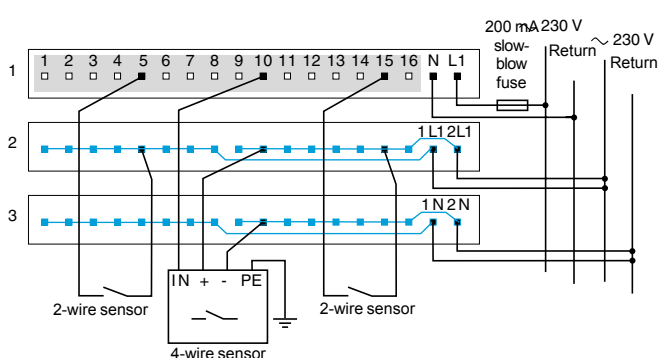 200 mA
slow-
blow
fuse
~ 230 V
Return
~ 230 V
Return
1
1 2 3 4 5 6 7 8 9 10 11 12 13 14 15 16 N L1
2
1 L1 2 L1
3
1 N 2 N
IN + - PE
2-wire sensor
2-wire sensor
4-wire sensor